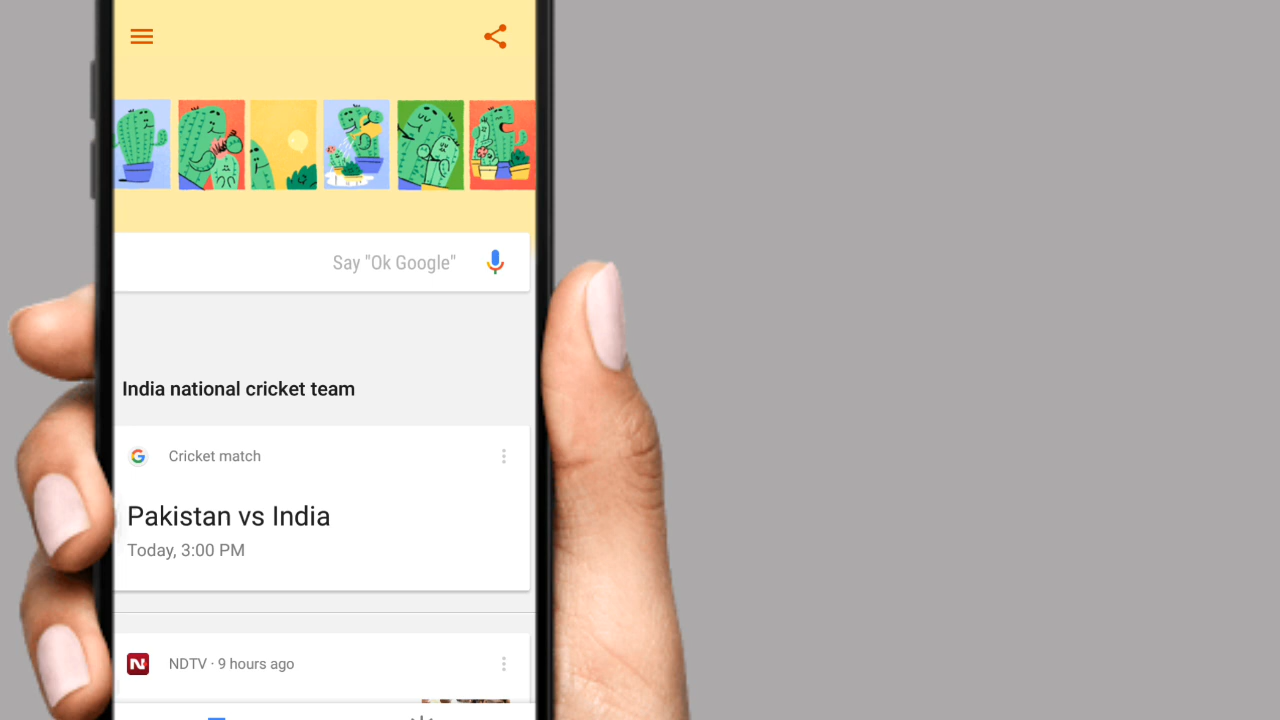 Say "Ok Google"
India national cricket team
Cricket match
Pakistan vs India
Today, 3:00 PM
NDTV · 9 hours ago